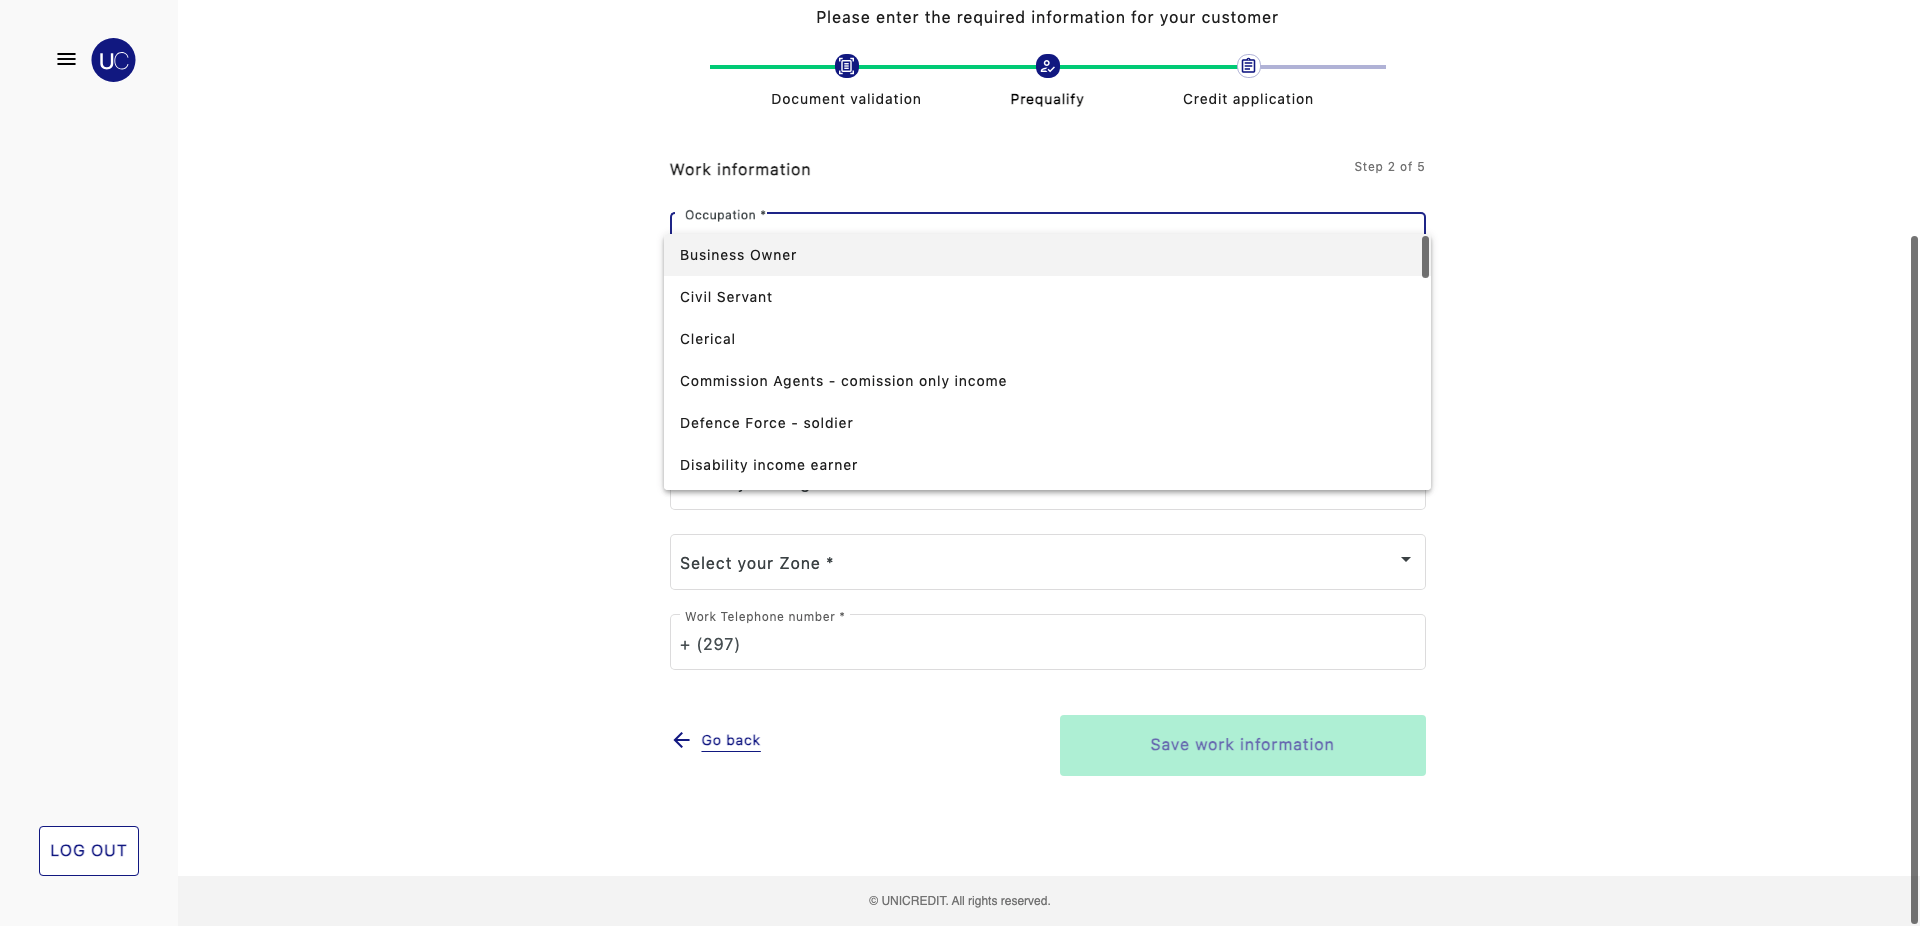 Please enter the required information for your customer
UC
Document validation
Prequalify
Credit application
Work information
Step 2 of 5
Occupation *
Business Owner
Civil Servant
Clerical
Commission Agents - comission only income
Defence Force - soldier
Disability income earner
Select your Zone *
Work Telephone number *
+ (297)
Go back
Save work information
LOG OUT
© UNICREDIT. All rights reserved.